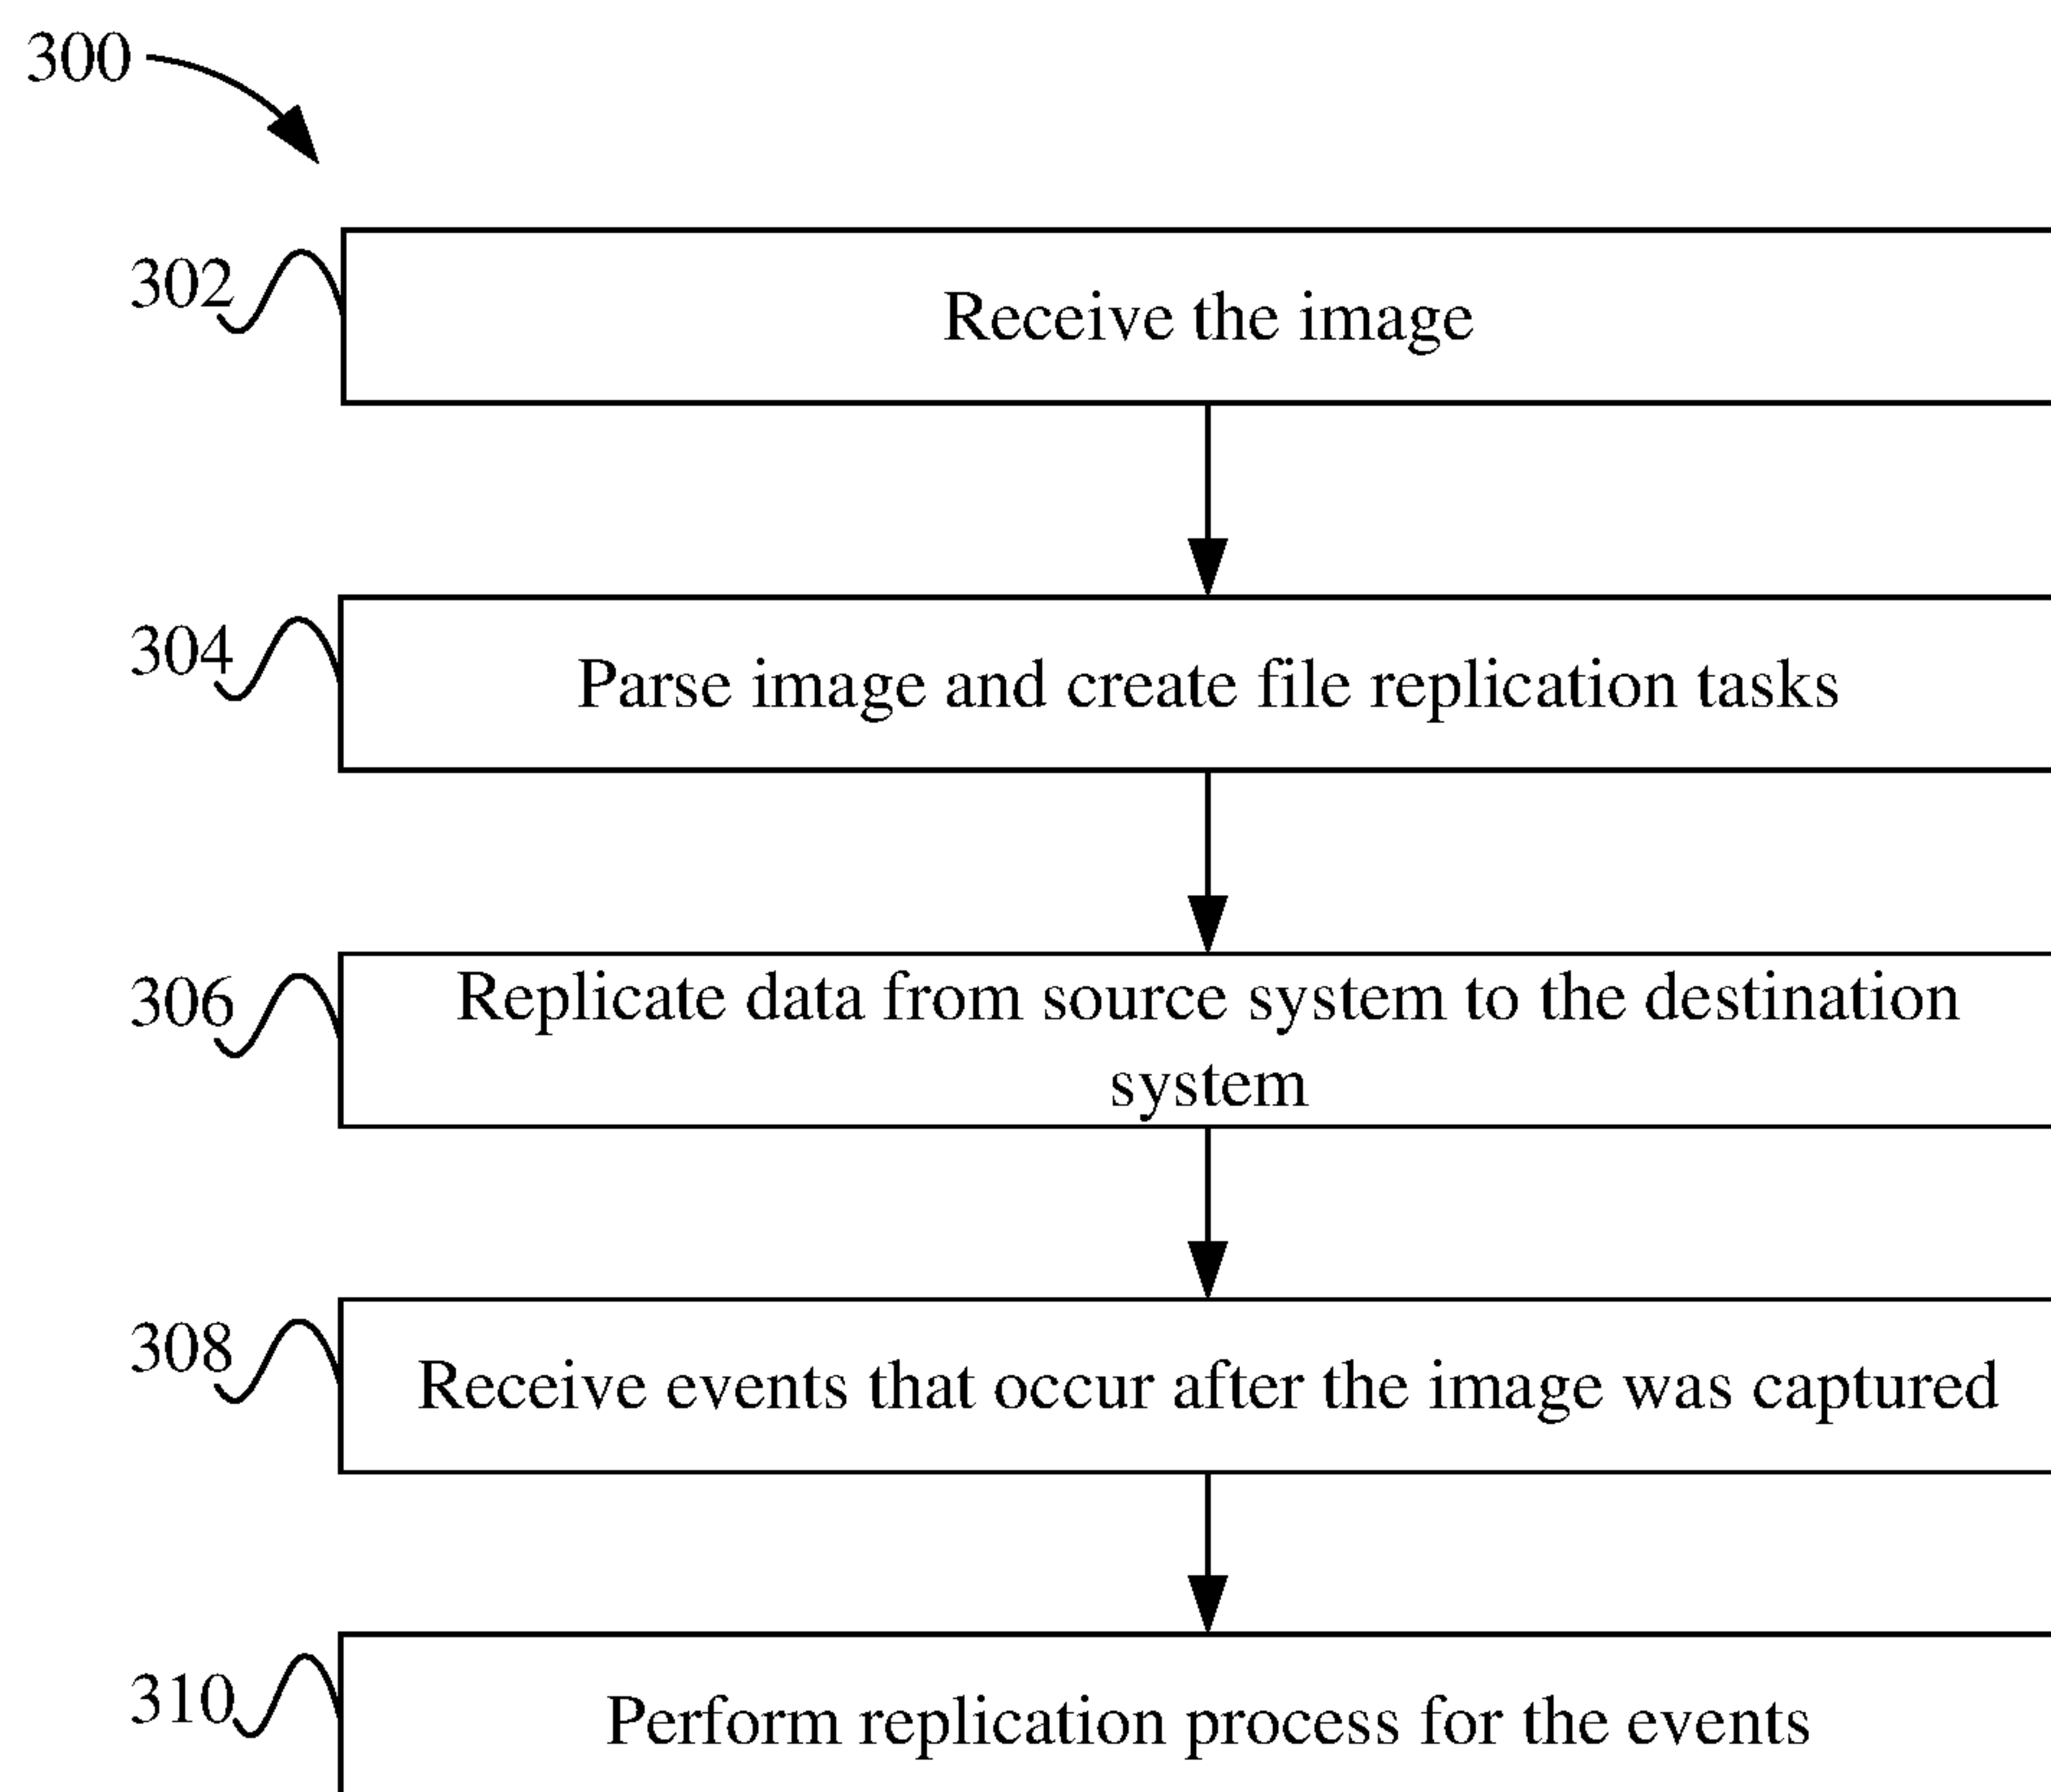 300
302
Receive the image
304
Parse image and create file replication tasks
306
Replicate data from source system to the destination
system
308
Receive events that occur after the image was captured
310
Perform replication process for the events